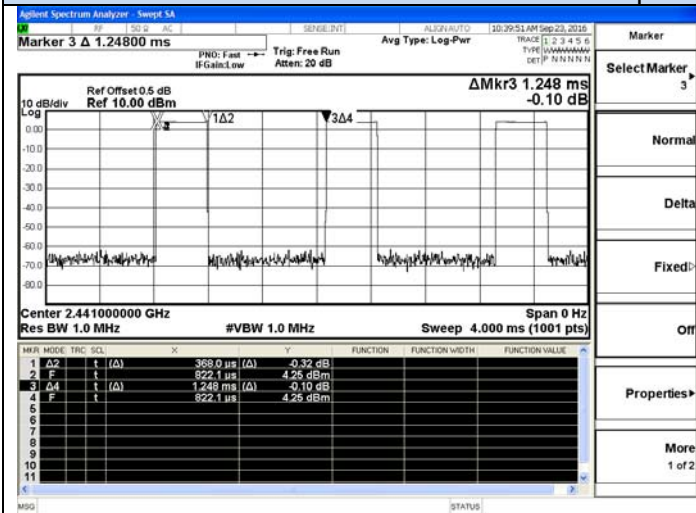 Agilent Spectrum Analyzer - Swept SA
RF 50 Ω AC SENSE:INT ALIGN AUTO 10:39:51 AM Sep 23, 2016
Marker 3 Δ 1.24800 ms
PNO: Fast Trig: Free Run Avg Type: Log-Pwr TRACE 1 2 3 4 5 6
IFGain:Low Atten: 20 dB TYPE
DET P N N N N N
Ref Offset 0.5 dB ΔMkr3 1.248 ms
10 dB/div Ref 10.00 dBm -0.10 dB
Log
1Δ2 3Δ4
0.00
-10.0
-20.0
-30.0
-40.0
-50.0
-60.0
-70.0
-80.0
Center 2.441000000 GHz Span 0 Hz
Res BW 1.0 MHz #VBW 1.0 MHz Sweep 4.000 ms (1001 pts)
MKR MODE TRC SCL X Y FUNCTION FUNCTION WIDTH FUNCTION VALUE
1 Δ2 t (Δ) 368.0 µs (Δ) -0.32 dB
2 F t 822.1 µs 4.25 dBm
3 Δ4 t (Δ) 1.248 ms (Δ) -0.10 dB
4 F t 822.1 µs 4.25 dBm
5
6
7
8
9
10
11
MSG STATUS
Marker
Select Marker
3
Normal
Delta
Fixed
Off
Properties
More
1 of 2